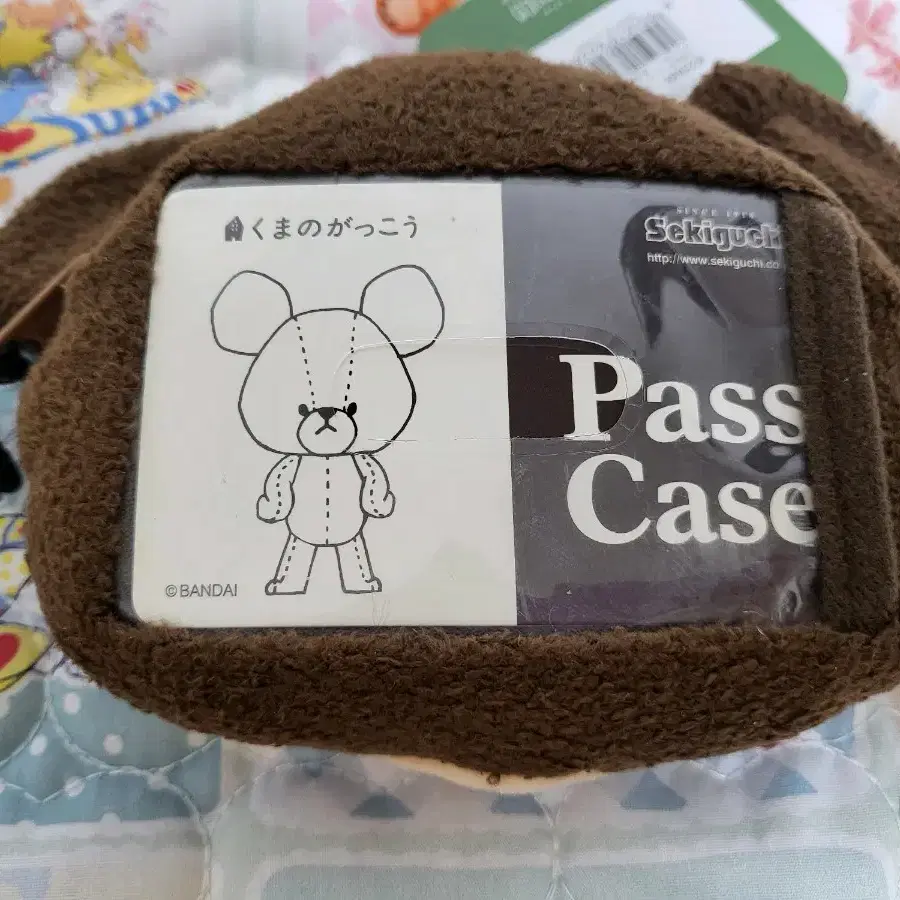 くまのがっこう
©BANDAI
SINCE 1918
Sekiguchi
http://www.sekiguchi.co
Pass
Case